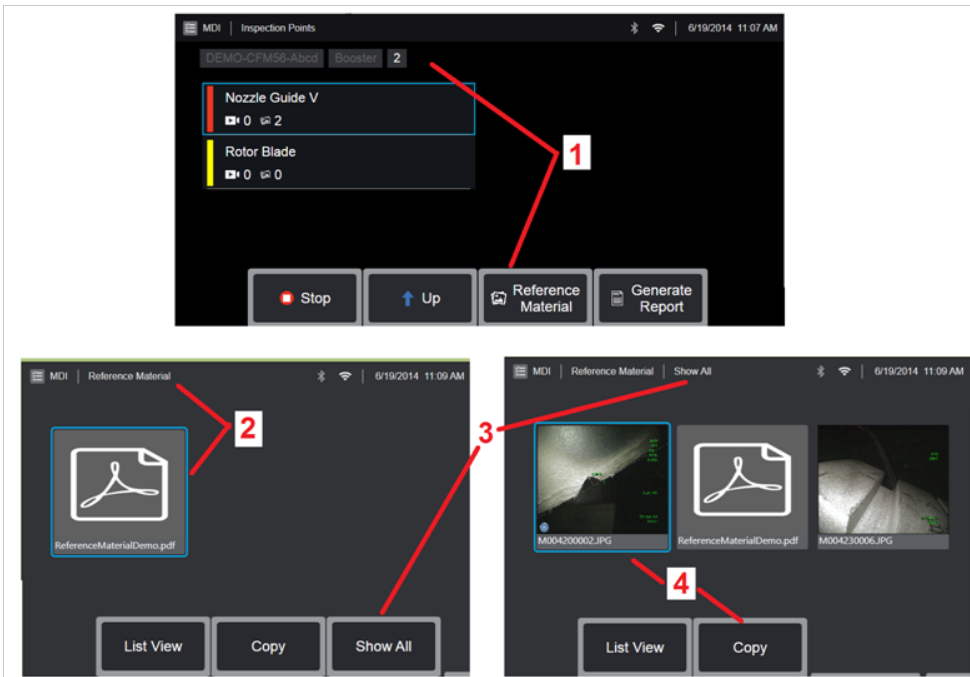 MDI | Inspection Points 6/19/2014 11:07 AM
DEMO-CFM56-Abcd Booster 2
Nozzle Guide V
0 2
Rotor Blade
0 0
1
Stop
Up
Reference
Material
Generate
Report
MDI | Reference Material 6/19/2014 11:09 AM
2
ReferenceMaterialDemo.pdf
List View
Copy
Show All
3
MDI | Reference Material | Show All 6/19/2014 11:09 AM
M004200002.JPG
ReferenceMaterialDemo.pdf
M004230006.JPG
4
List View
Copy